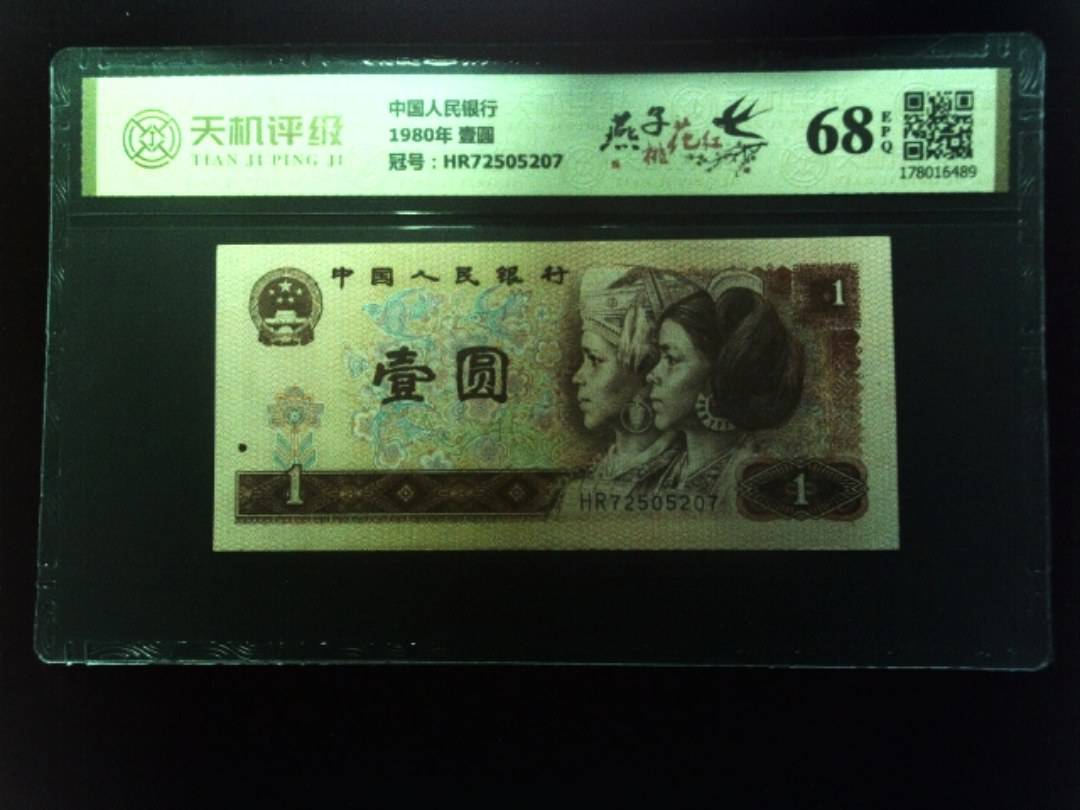 天机评级
TIAN JI PING JI
中国人民银行
1980年 壹圆
冠号：HR72505207
燕子
桃花红
68
EPQ
178016489
中国人民银行
1
壹圆
1
HR72505207
1